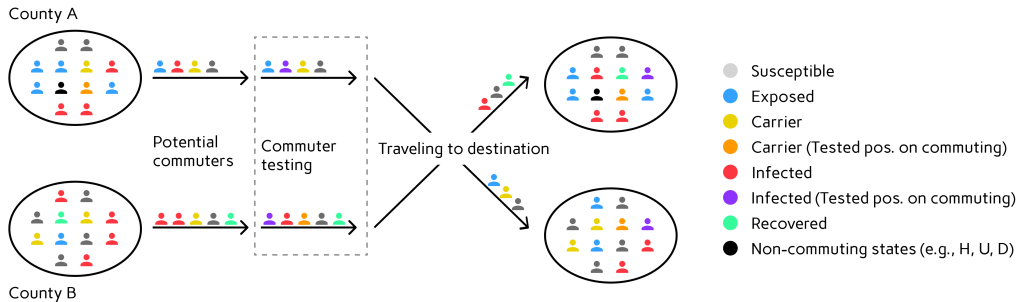 County A
Potential
commuters
Commuter
testing
Traveling to destination
County B
Susceptible
Exposed
Carrier
Carrier (Tested pos. on commuting)
Infected
Infected (Tested pos. on commuting)
Recovered
Non-commuting states (e.g., H, U, D)